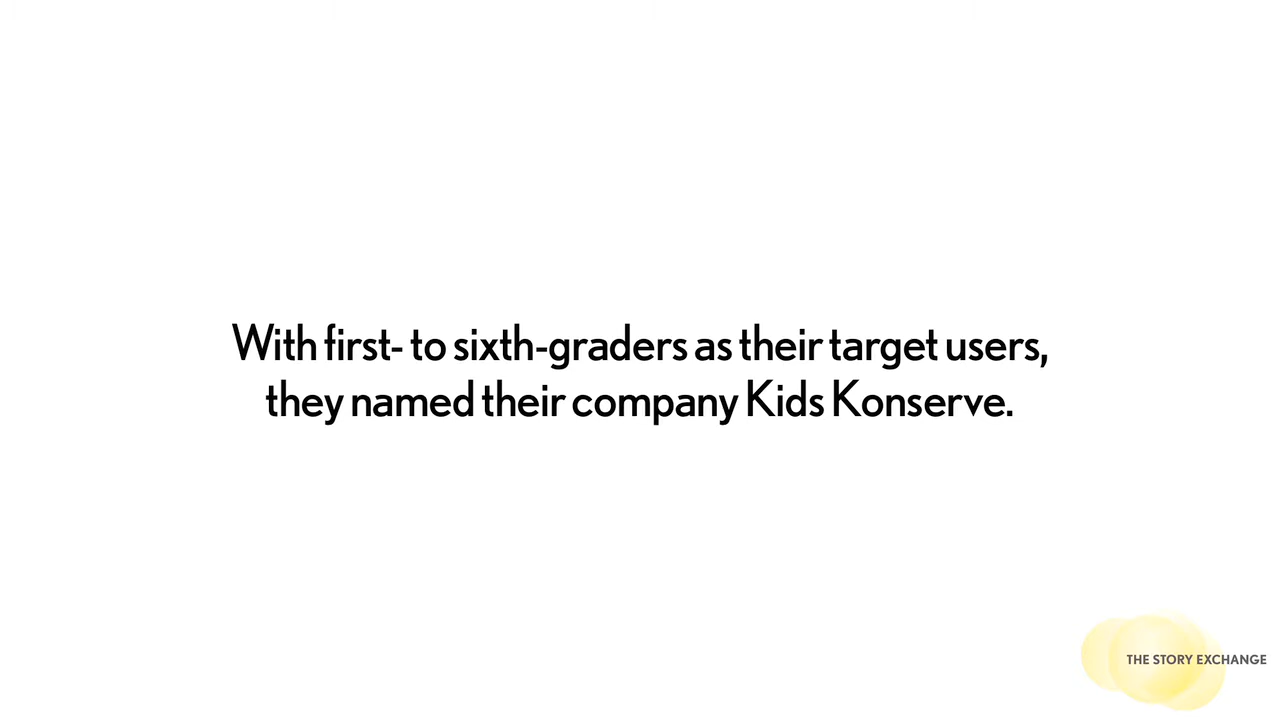 With first- to sixth-graders as their target users,
they named their company Kids Konserve.
THE STORY EXCHANGE